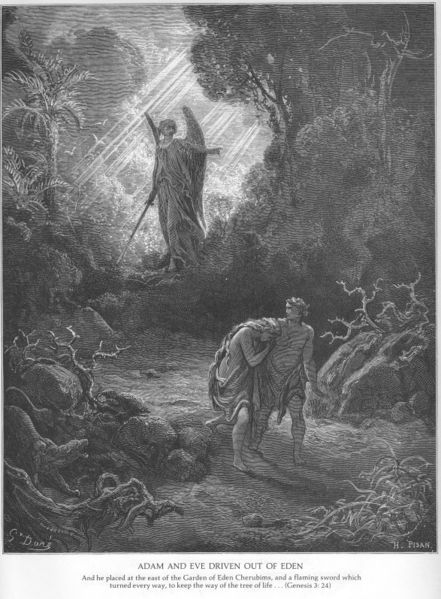 G. Doré
H. PISAN.
ADAM AND EVE DRIVEN OUT OF EDEN
And he placed at the east of the Garden of Eden Cherubims, and a flaming sword which
turned every way, to keep the way of the tree of life . . . (Genesis 3: 24)